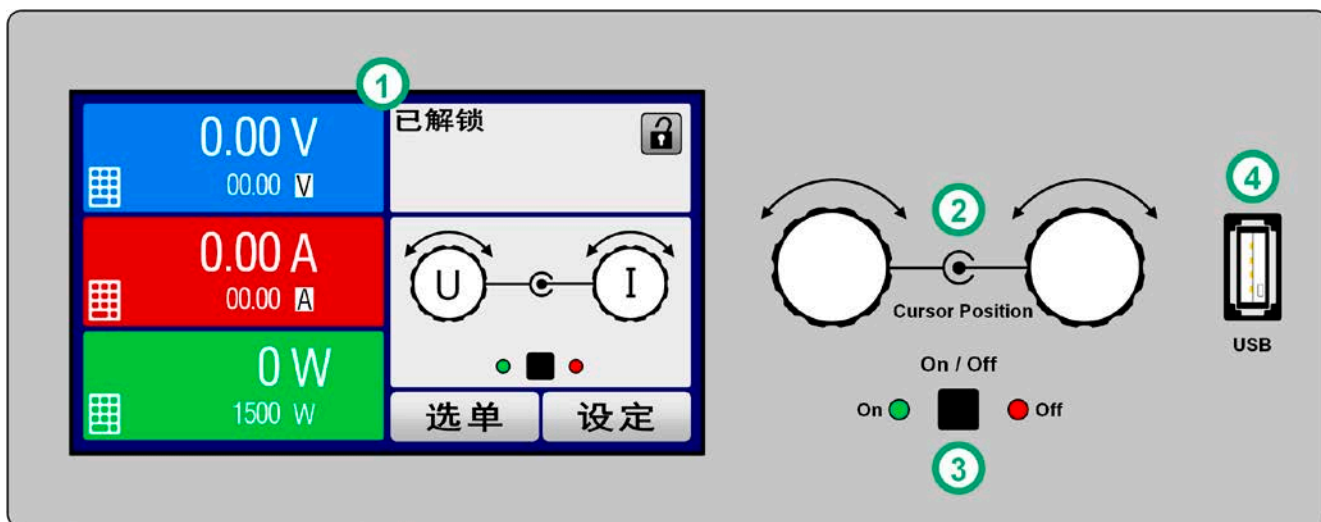 1
0.00 V
00.00 V
0.00 A
00.00 A
0 W
1500 W
已解锁
U
I
选单
设定
2
Cursor Position
On / Off
On
Off
3
4
USB